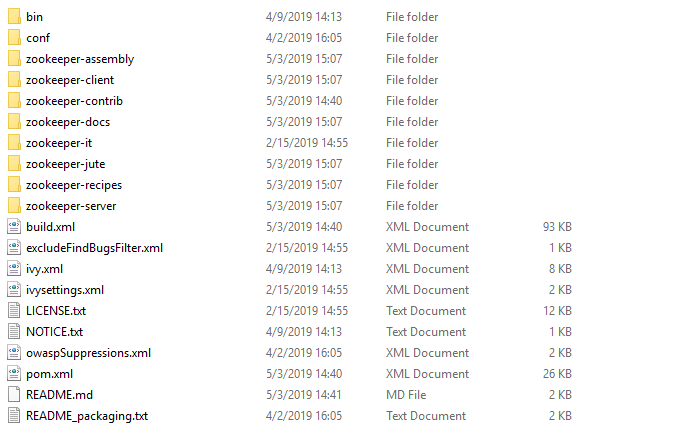 bin 4/9/2019 14:13 File folder
conf 4/2/2019 16:05 File folder
zookeeper-assembly 5/3/2019 15:07 File folder
zookeeper-client 5/3/2019 15:07 File folder
zookeeper-contrib 5/3/2019 14:40 File folder
zookeeper-docs 5/3/2019 15:07 File folder
zookeeper-it 2/15/2019 14:55 File folder
zookeeper-jute 5/3/2019 15:07 File folder
zookeeper-recipes 5/3/2019 15:07 File folder
zookeeper-server 5/3/2019 15:07 File folder
build.xml 5/3/2019 14:40 XML Document 93 KB
excludeFindBugsFilter.xml 2/15/2019 14:55 XML Document 1 KB
ivy.xml 4/9/2019 14:13 XML Document 8 KB
ivysettings.xml 2/15/2019 14:55 XML Document 2 KB
LICENSE.txt 2/15/2019 14:55 Text Document 12 KB
NOTICE.txt 4/9/2019 14:13 Text Document 1 KB
owaspSuppressions.xml 4/2/2019 16:05 XML Document 2 KB
pom.xml 5/3/2019 14:40 XML Document 26 KB
README.md 5/3/2019 14:41 MD File 2 KB
README_packaging.txt 4/2/2019 16:05 Text Document 2 KB